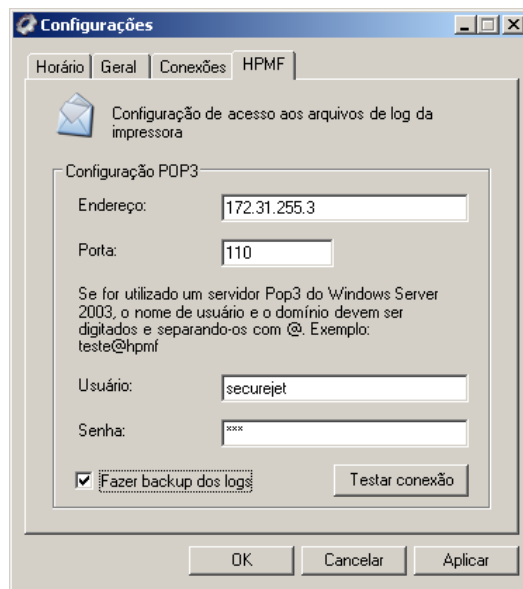 Configurações
Horário Geral Conexões HPMF
Configuração de acesso aos arquivos de log da
impressora
Configuração POP3
Endereço: 172.31.255.3
Porta: 110
Se for utilizado um servidor Pop3 do Windows Server
2003, o nome de usuário e o domínio devem ser
digitados e separando-os com @. Exemplo:
teste@hpmf
Usuário: securejet
Senha: ***
Fazer backup dos logs Testar conexão
OK Cancelar Aplicar